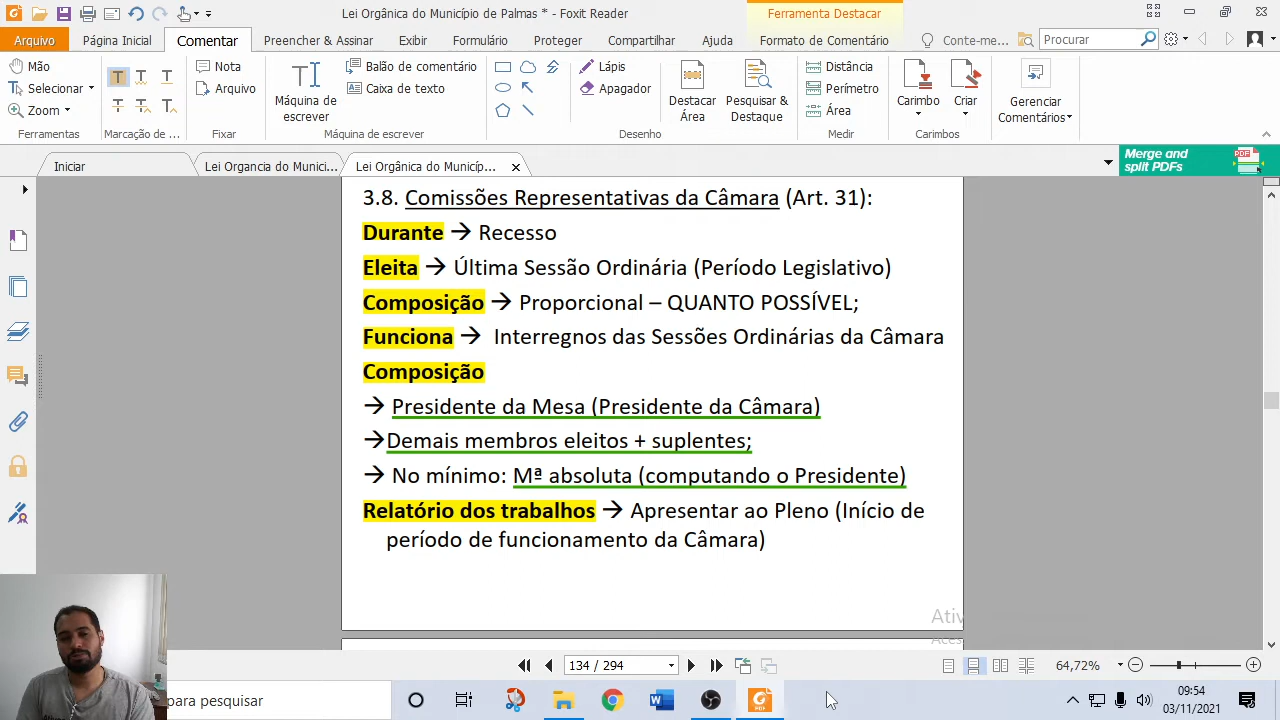 Lei Orgânica do Município de Palmas * - Foxit Reader
Ferramenta Destacar
Arquivo
Página Inicial
Comentar
Preencher & Assinar
Exibir
Formulário
Proteger
Compartilhar
Ajuda
Formato de Comentário
Conte-me...
Procurar
Mão
Selecionar
Zoom
Ferramentas
Marcação de ...
Nota
Arquivo
Fixar
Máquina de escrever
Balão de comentário
Caixa de texto
Máquina de escrever
Lápis
Apagador
Destacar Área
Pesquisar & Destaque
Desenho
Distância
Perímetro
Área
Medir
Carimbo
Criar
Carimbos
Gerenciar Comentários
Iniciar
Lei Organcia do Munici...
Lei Orgânica do Municíp...
Merge and
split PDFs
PDF
3.8. Comissões Representativas da Câmara (Art. 31):
Durante → Recesso
Eleita → Última Sessão Ordinária (Período Legislativo)
Composição → Proporcional – QUANTO POSSÍVEL;
Funciona → Interregnos das Sessões Ordinárias da Câmara
Composição
→ Presidente da Mesa (Presidente da Câmara)
→Demais membros eleitos + suplentes;
→ No mínimo: Mª absoluta (computando o Presidente)
Relatório dos trabalhos → Apresentar ao Pleno (Início de
período de funcionamento da Câmara)
Ativ
Aces
134 / 294
64,72%
para pesquisar
09:54
03/11/2021